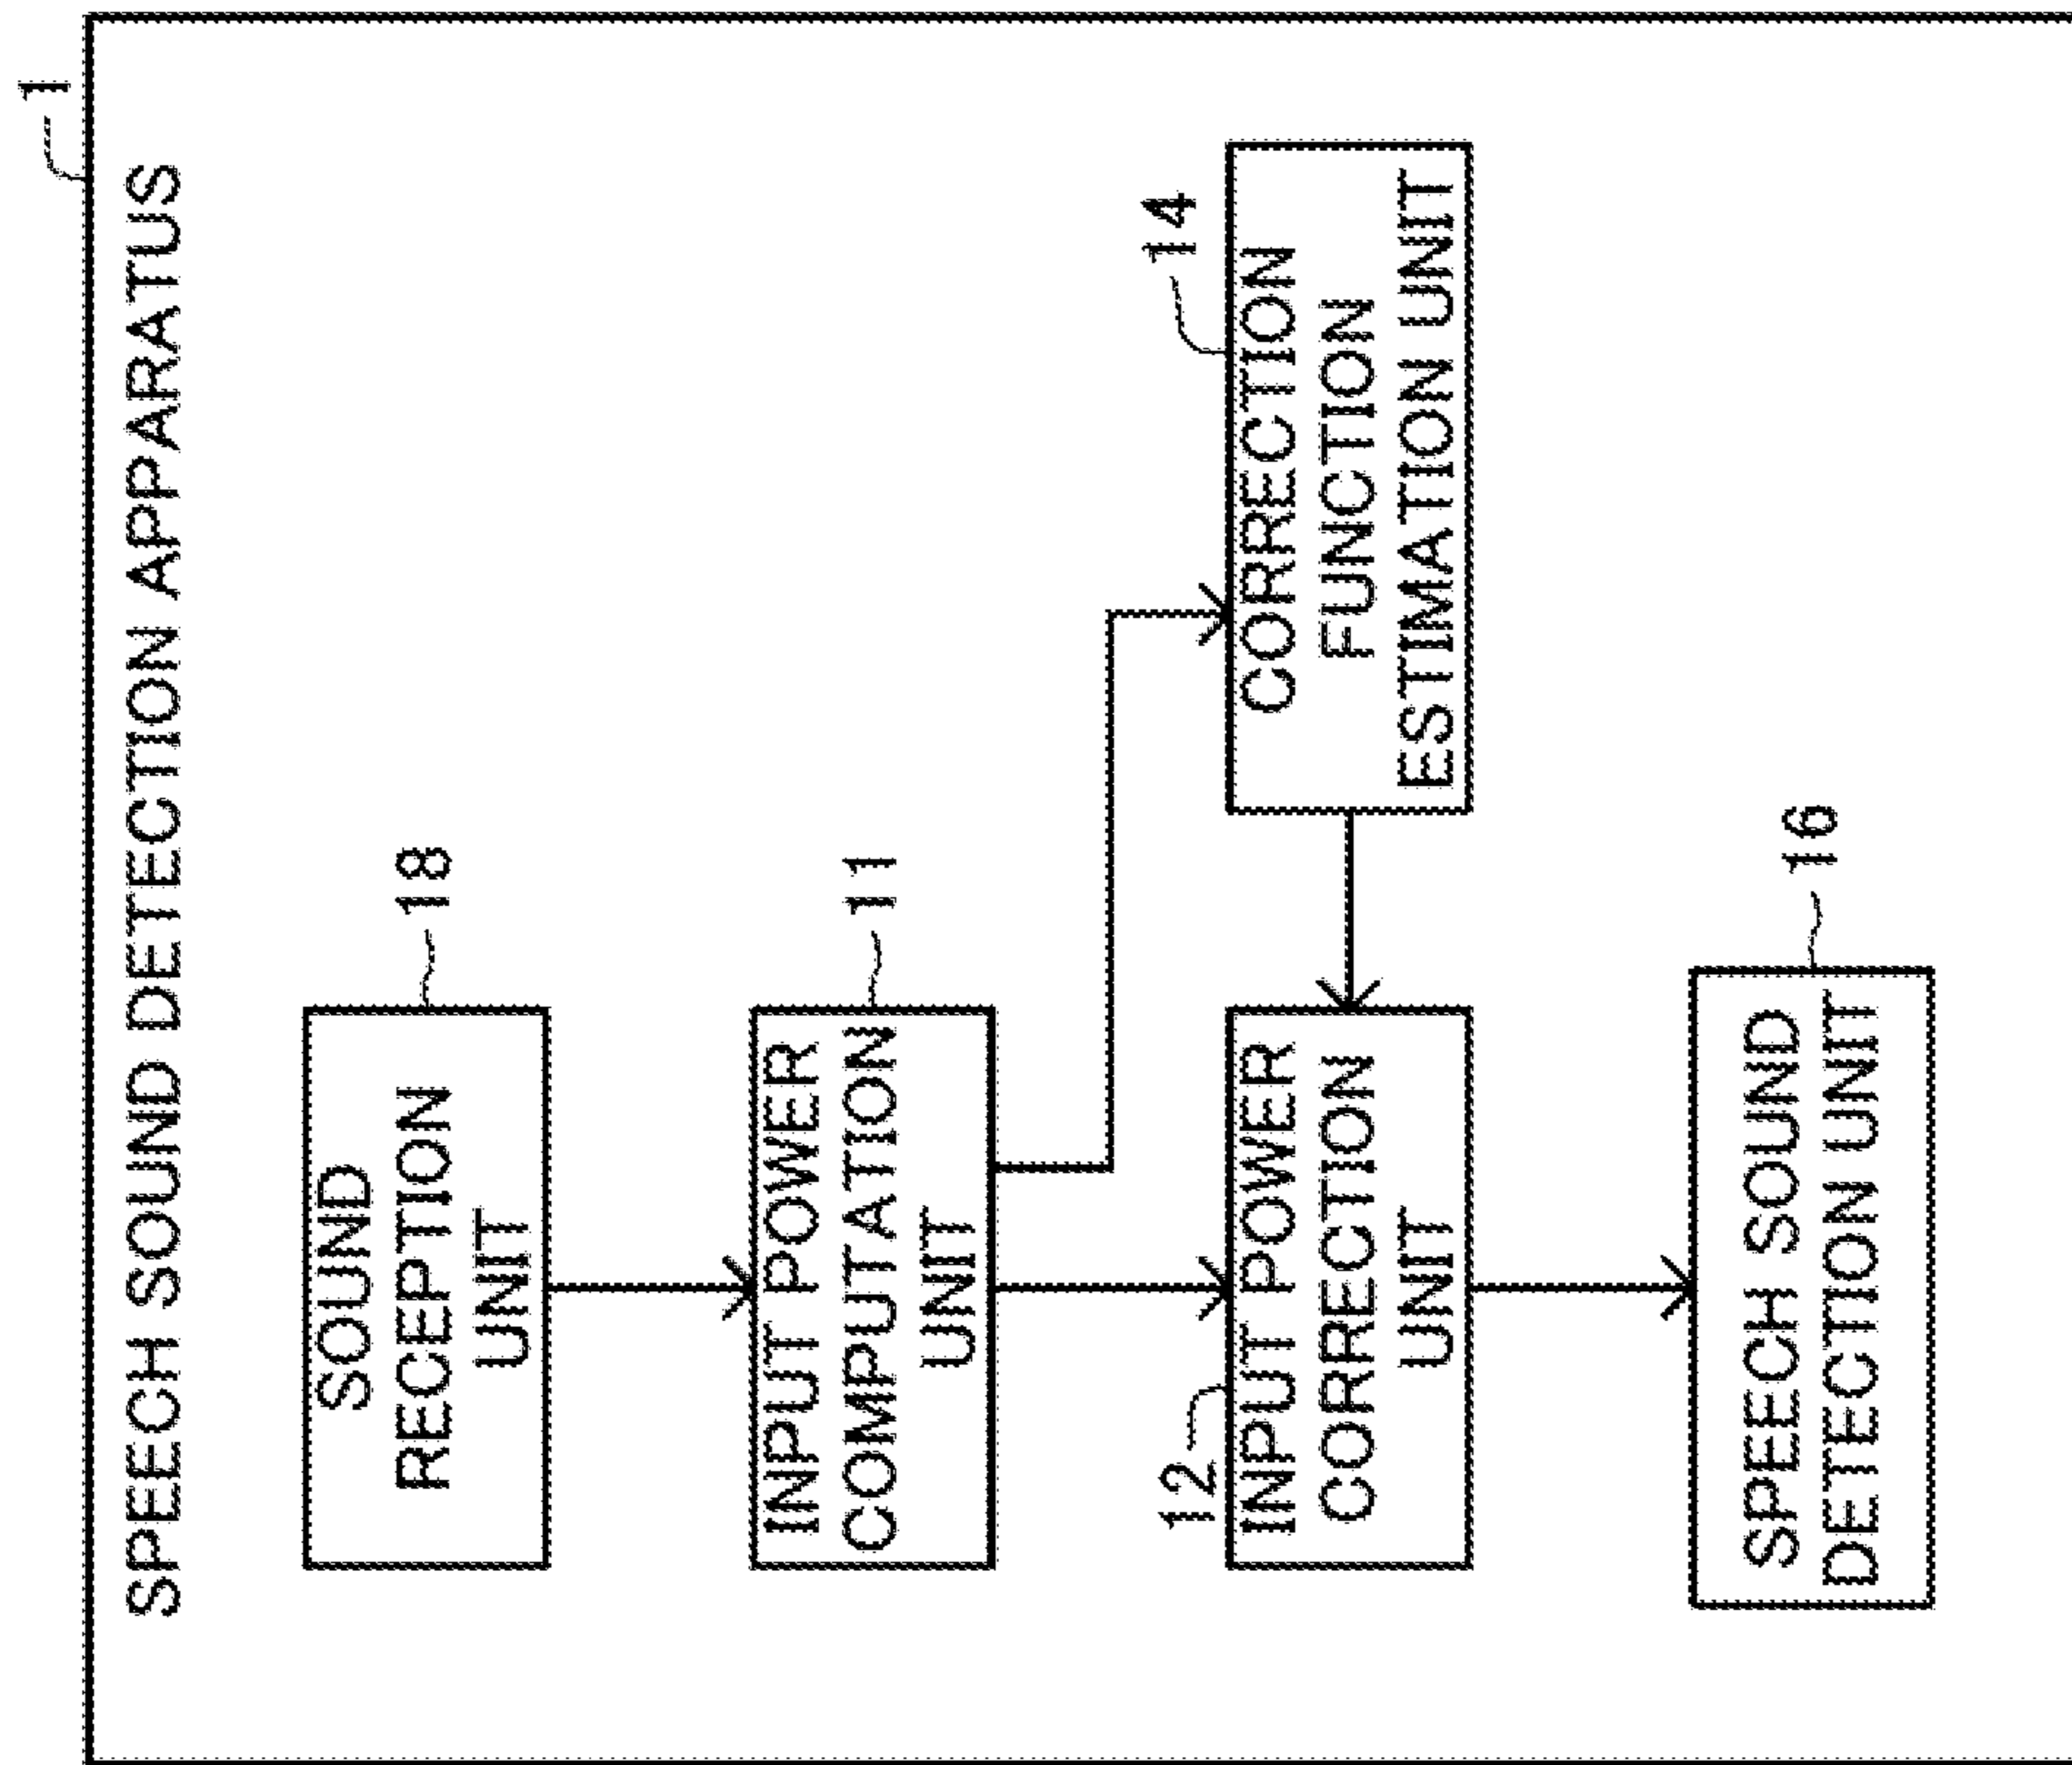 1
SPEECH SOUND DETECTION APPARATUS
18
SOUND
RECEPTION
UNIT
11
INPUT POWER
COMPUTATION
UNIT
12
INPUT POWER
CORRECTION
UNIT
14
CORRECTION
FUNCTION
ESTIMATION UNIT
16
SPEECH SOUND
DETECTION UNIT